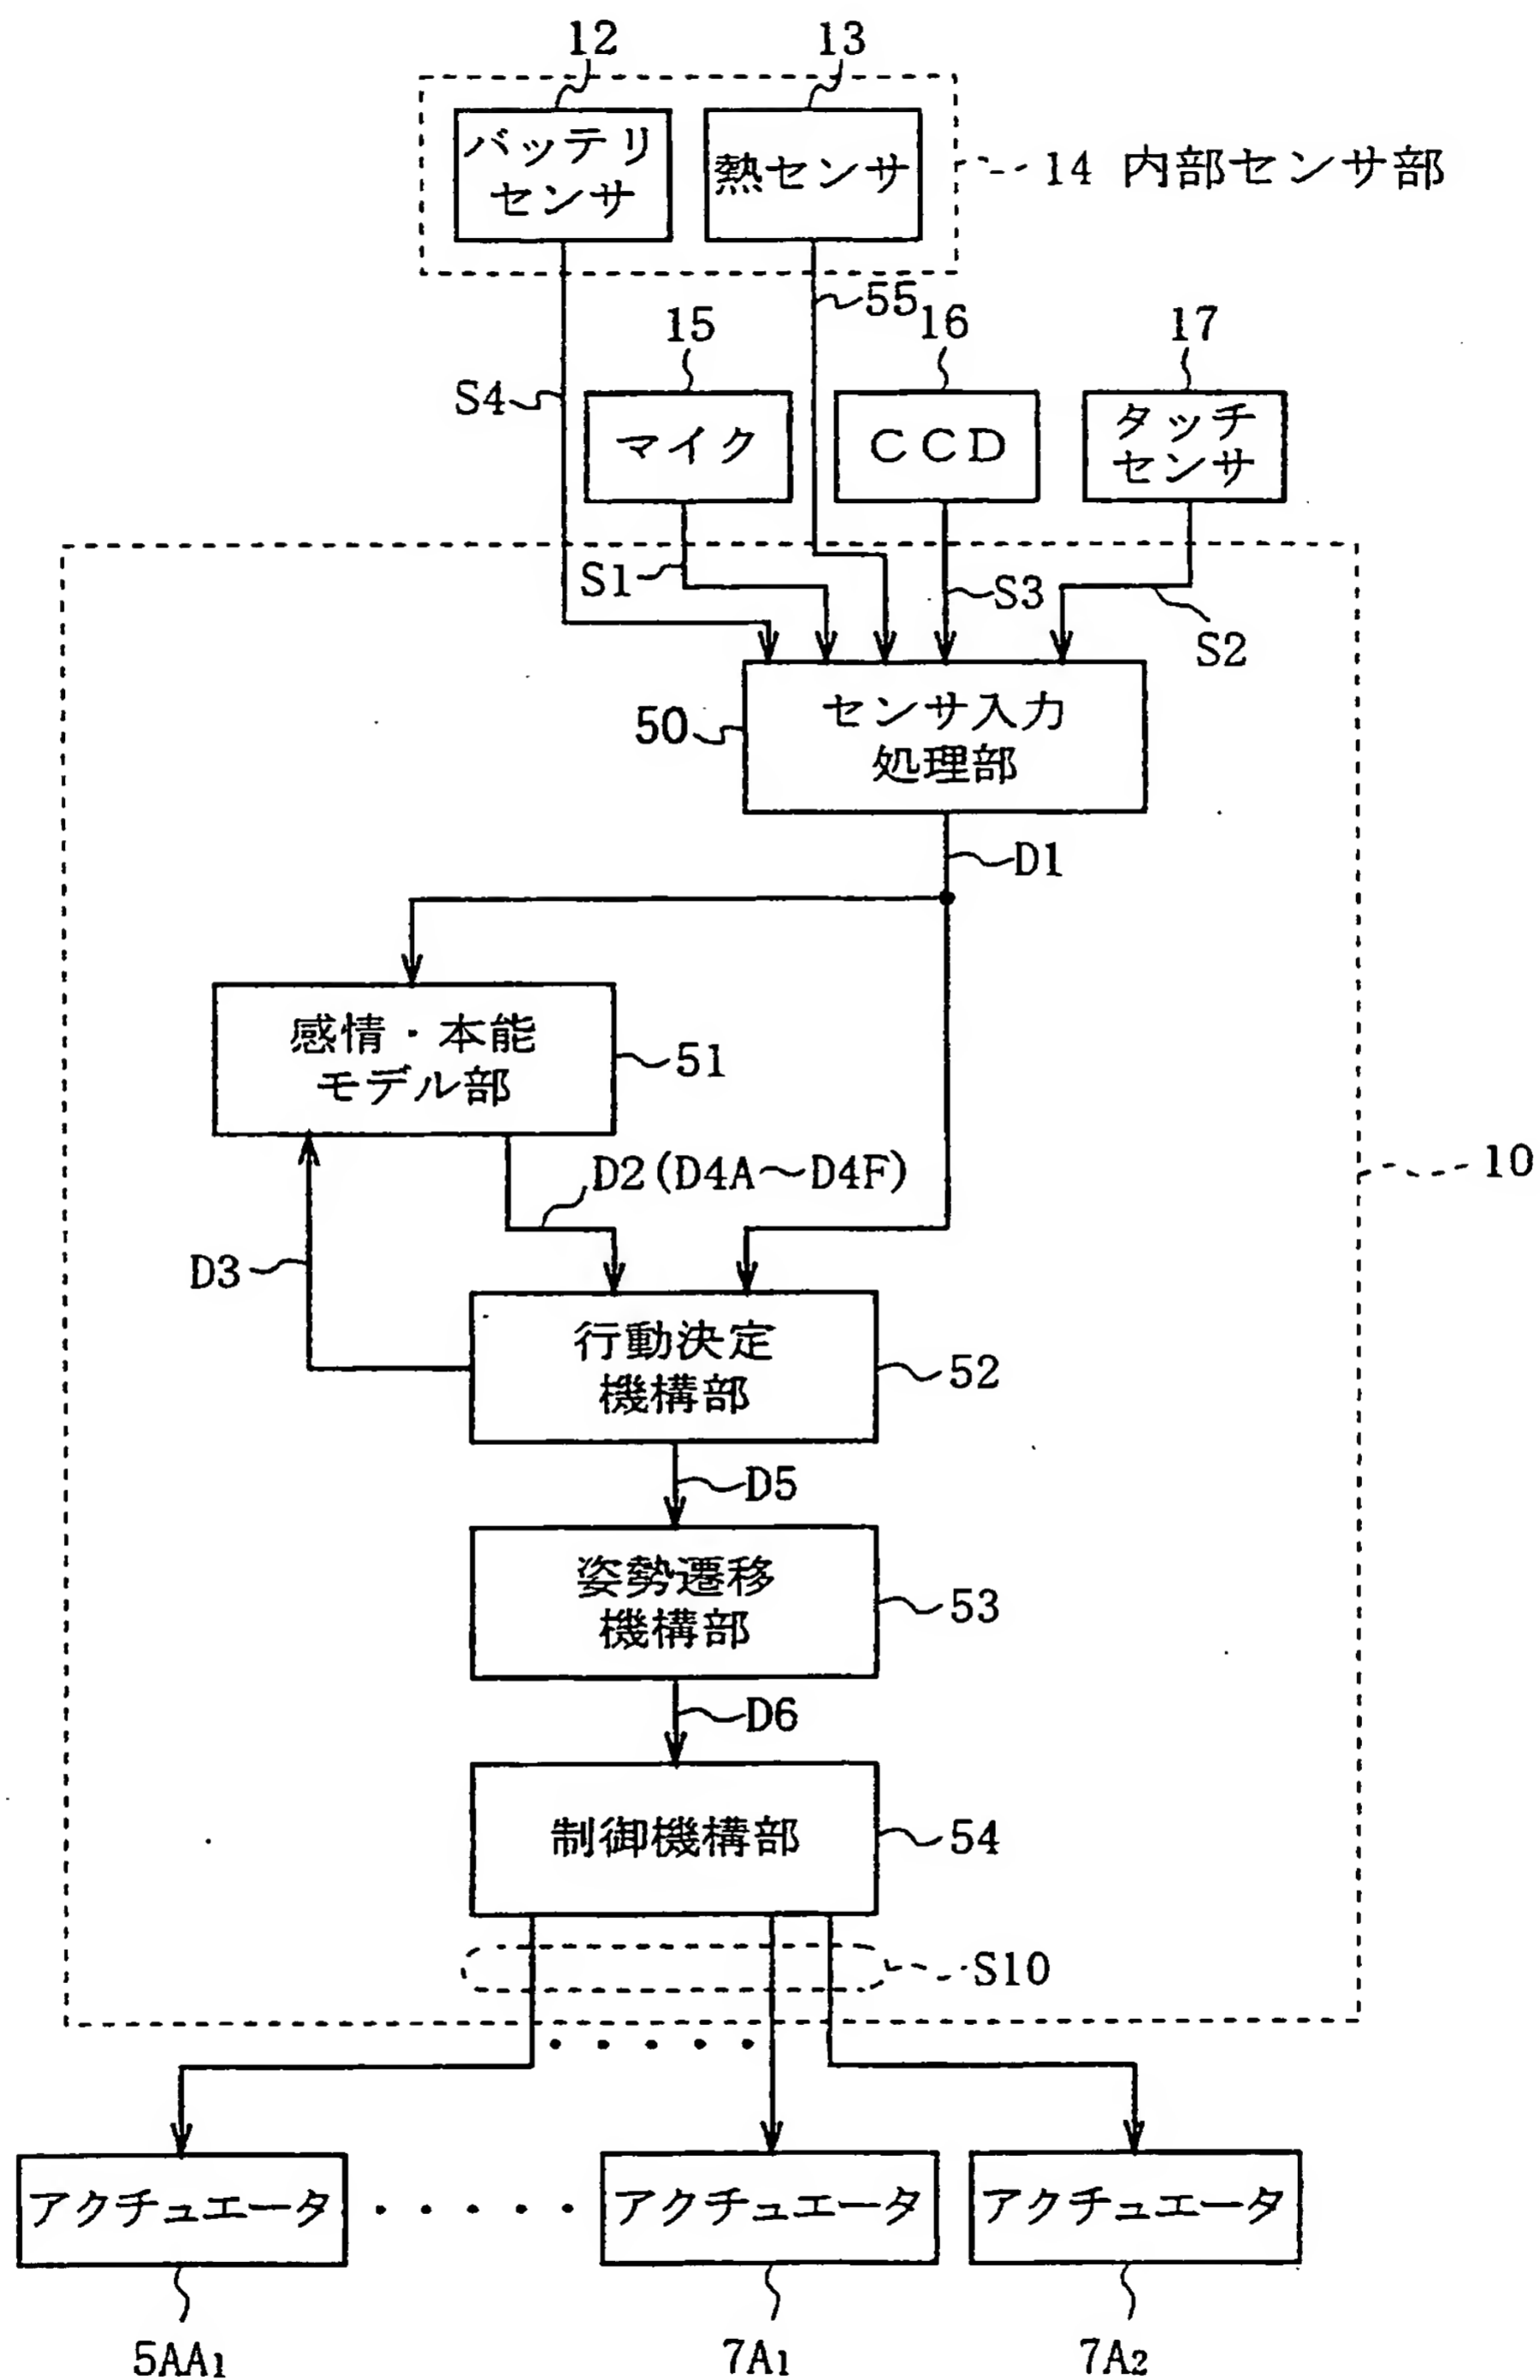 12
13
バッテリ
センサ
熱センサ
14 内部センサ部
55
15
16
17
S4
マイク
CCD
タッチ
センサ
S1
S3
S2
50
センサ入力
処理部
D1
感情・本能
モデル部
51
D2(D4A～D4F)
10
D3
行動決定
機構部
52
D5
姿勢遷移
機構部
53
D6
制御機構部
54
S10
アクチュエータ
アクチュエータ
アクチュエータ
5AA1
7A1
7A2